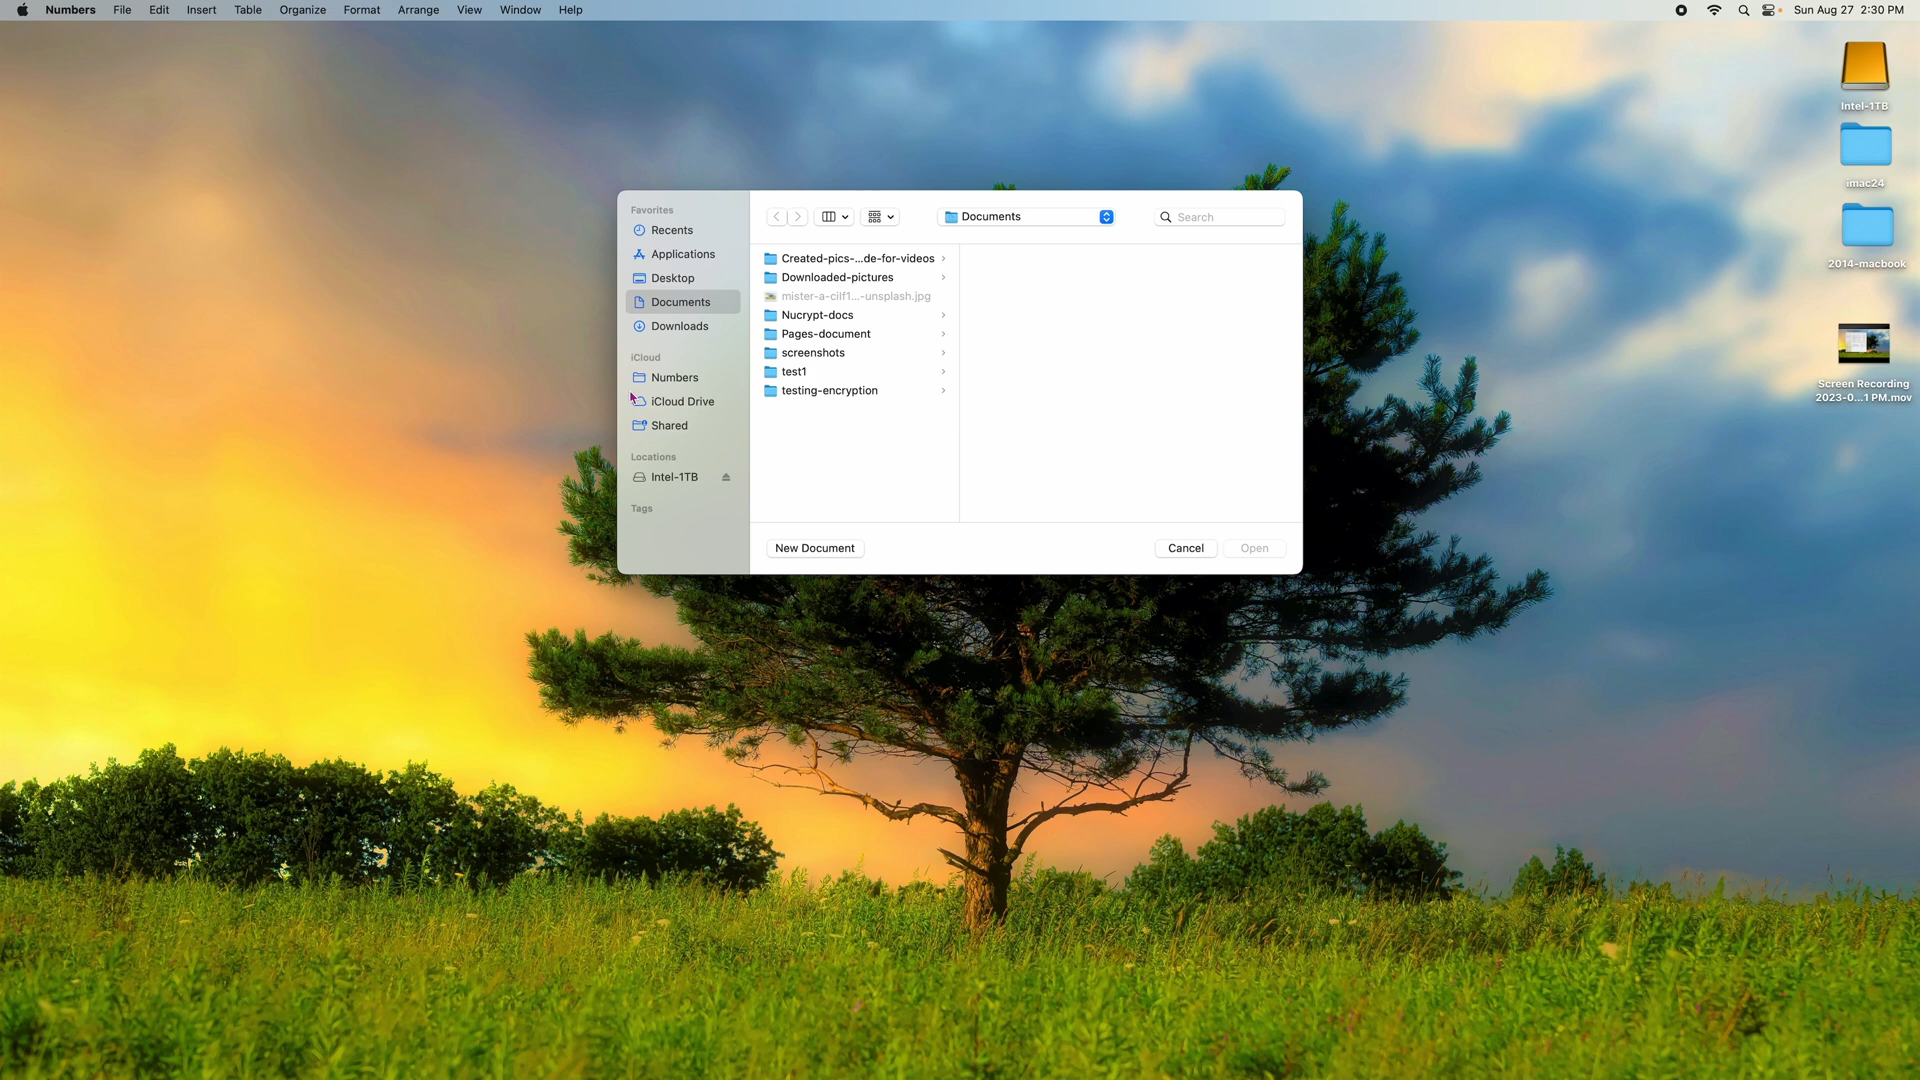 Numbers File Edit Insert Table Organize Format Arrange View Window Help Sun Aug 27 2:30 PM
Intel-1TB
imac24
2014-macbook
Screen Recording
2023-0...1 PM.mov
Favorites
Recents
Applications
Desktop
Documents
Downloads
iCloud
Numbers
iCloud Drive
Shared
Locations
Intel-1TB
Tags
Documents
Search
Created-pics-...de-for-videos
Downloaded-pictures
mister-a-cilf1...-unsplash.jpg
Nucrypt-docs
Pages-document
screenshots
test1
testing-encryption
New Document
Cancel
Open